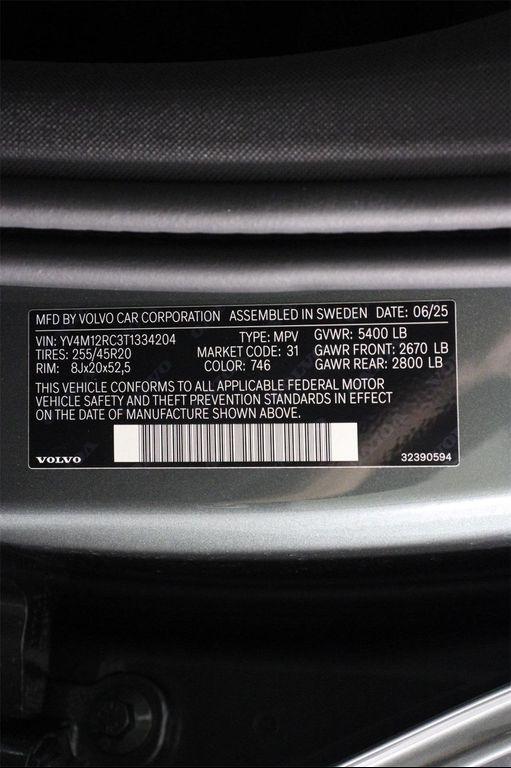 MFD BY VOLVO CAR CORPORATION ASSEMBLED IN SWEDEN DATE: 06/25
VIN: YV4M12RC3T1334204 TYPE: MPV GVWR: 5400 LB
TIRES: 255/45R20 MARKET CODE: 31 GAWR FRONT: 2670 LB
RIM: 8Jx20x52,5 COLOR: 746 GAWR REAR: 2800 LB
THIS VEHICLE CONFORMS TO ALL APPLICABLE FEDERAL MOTOR
VEHICLE SAFETY AND THEFT PREVENTION STANDARDS IN EFFECT
ON THE DATE OF MANUFACTURE SHOWN ABOVE.
VOLVO 32390594